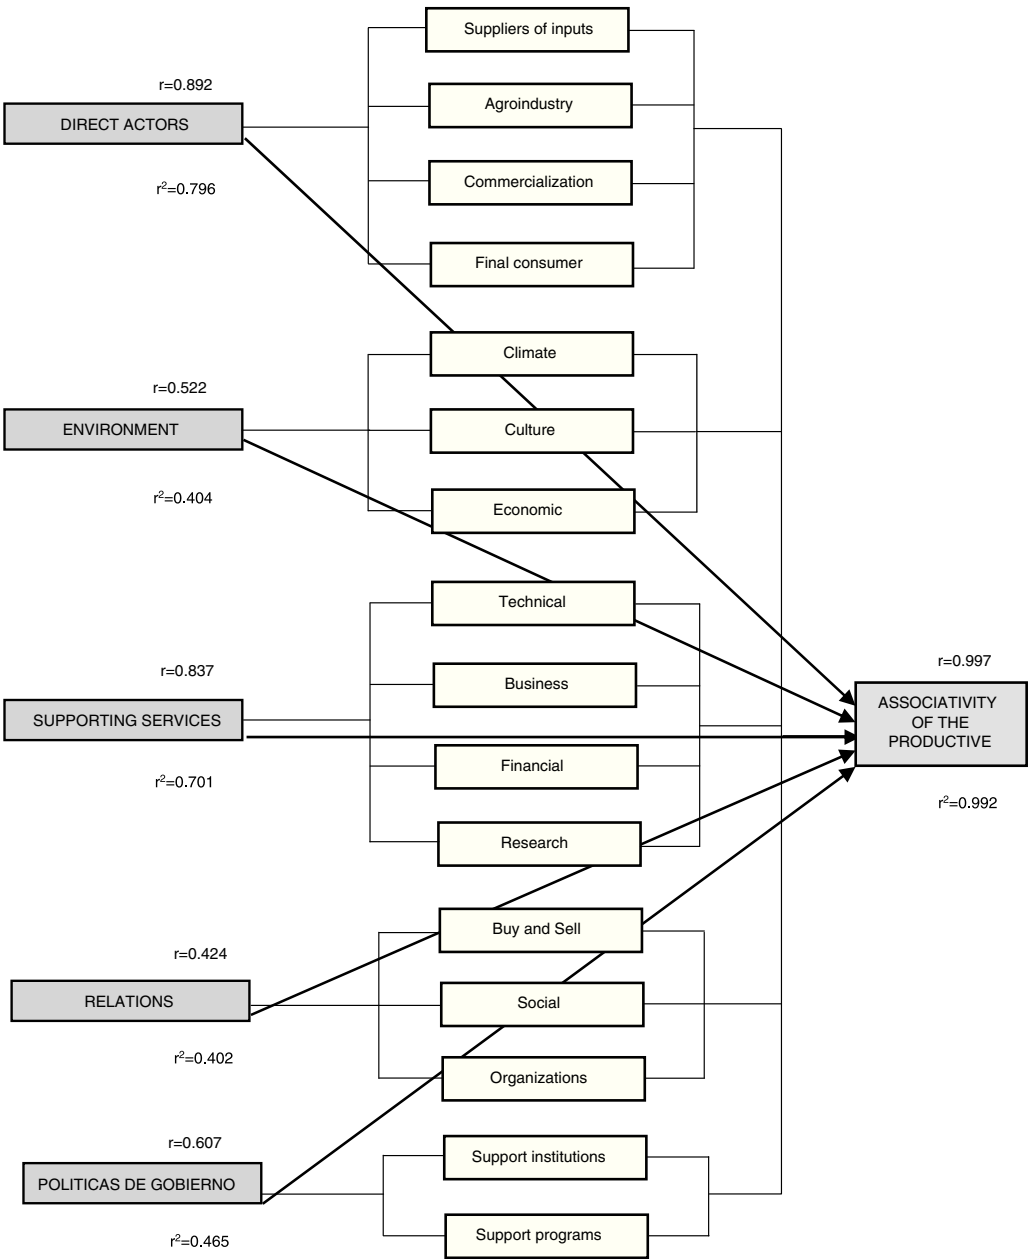 Suppliers of inputs
r=0.892
DIRECT ACTORS
Agroindustry
r²=0.796
Commercialization
Final consumer
Climate
r=0.522
ENVIRONMENT
Culture
r²=0.404
Economic
Technical
r=0.837
SUPPORTING SERVICES
Business
r²=0.701
Financial
Research
r=0.997
ASSOCIATIVITY
OF THE
PRODUCTIVE
r²=0.992
Buy and Sell
r=0.424
RELATIONS
Social
r²=0.402
Organizations
r=0.607
POLITICAS DE GOBIERNO
Support institutions
r²=0.465
Support programs